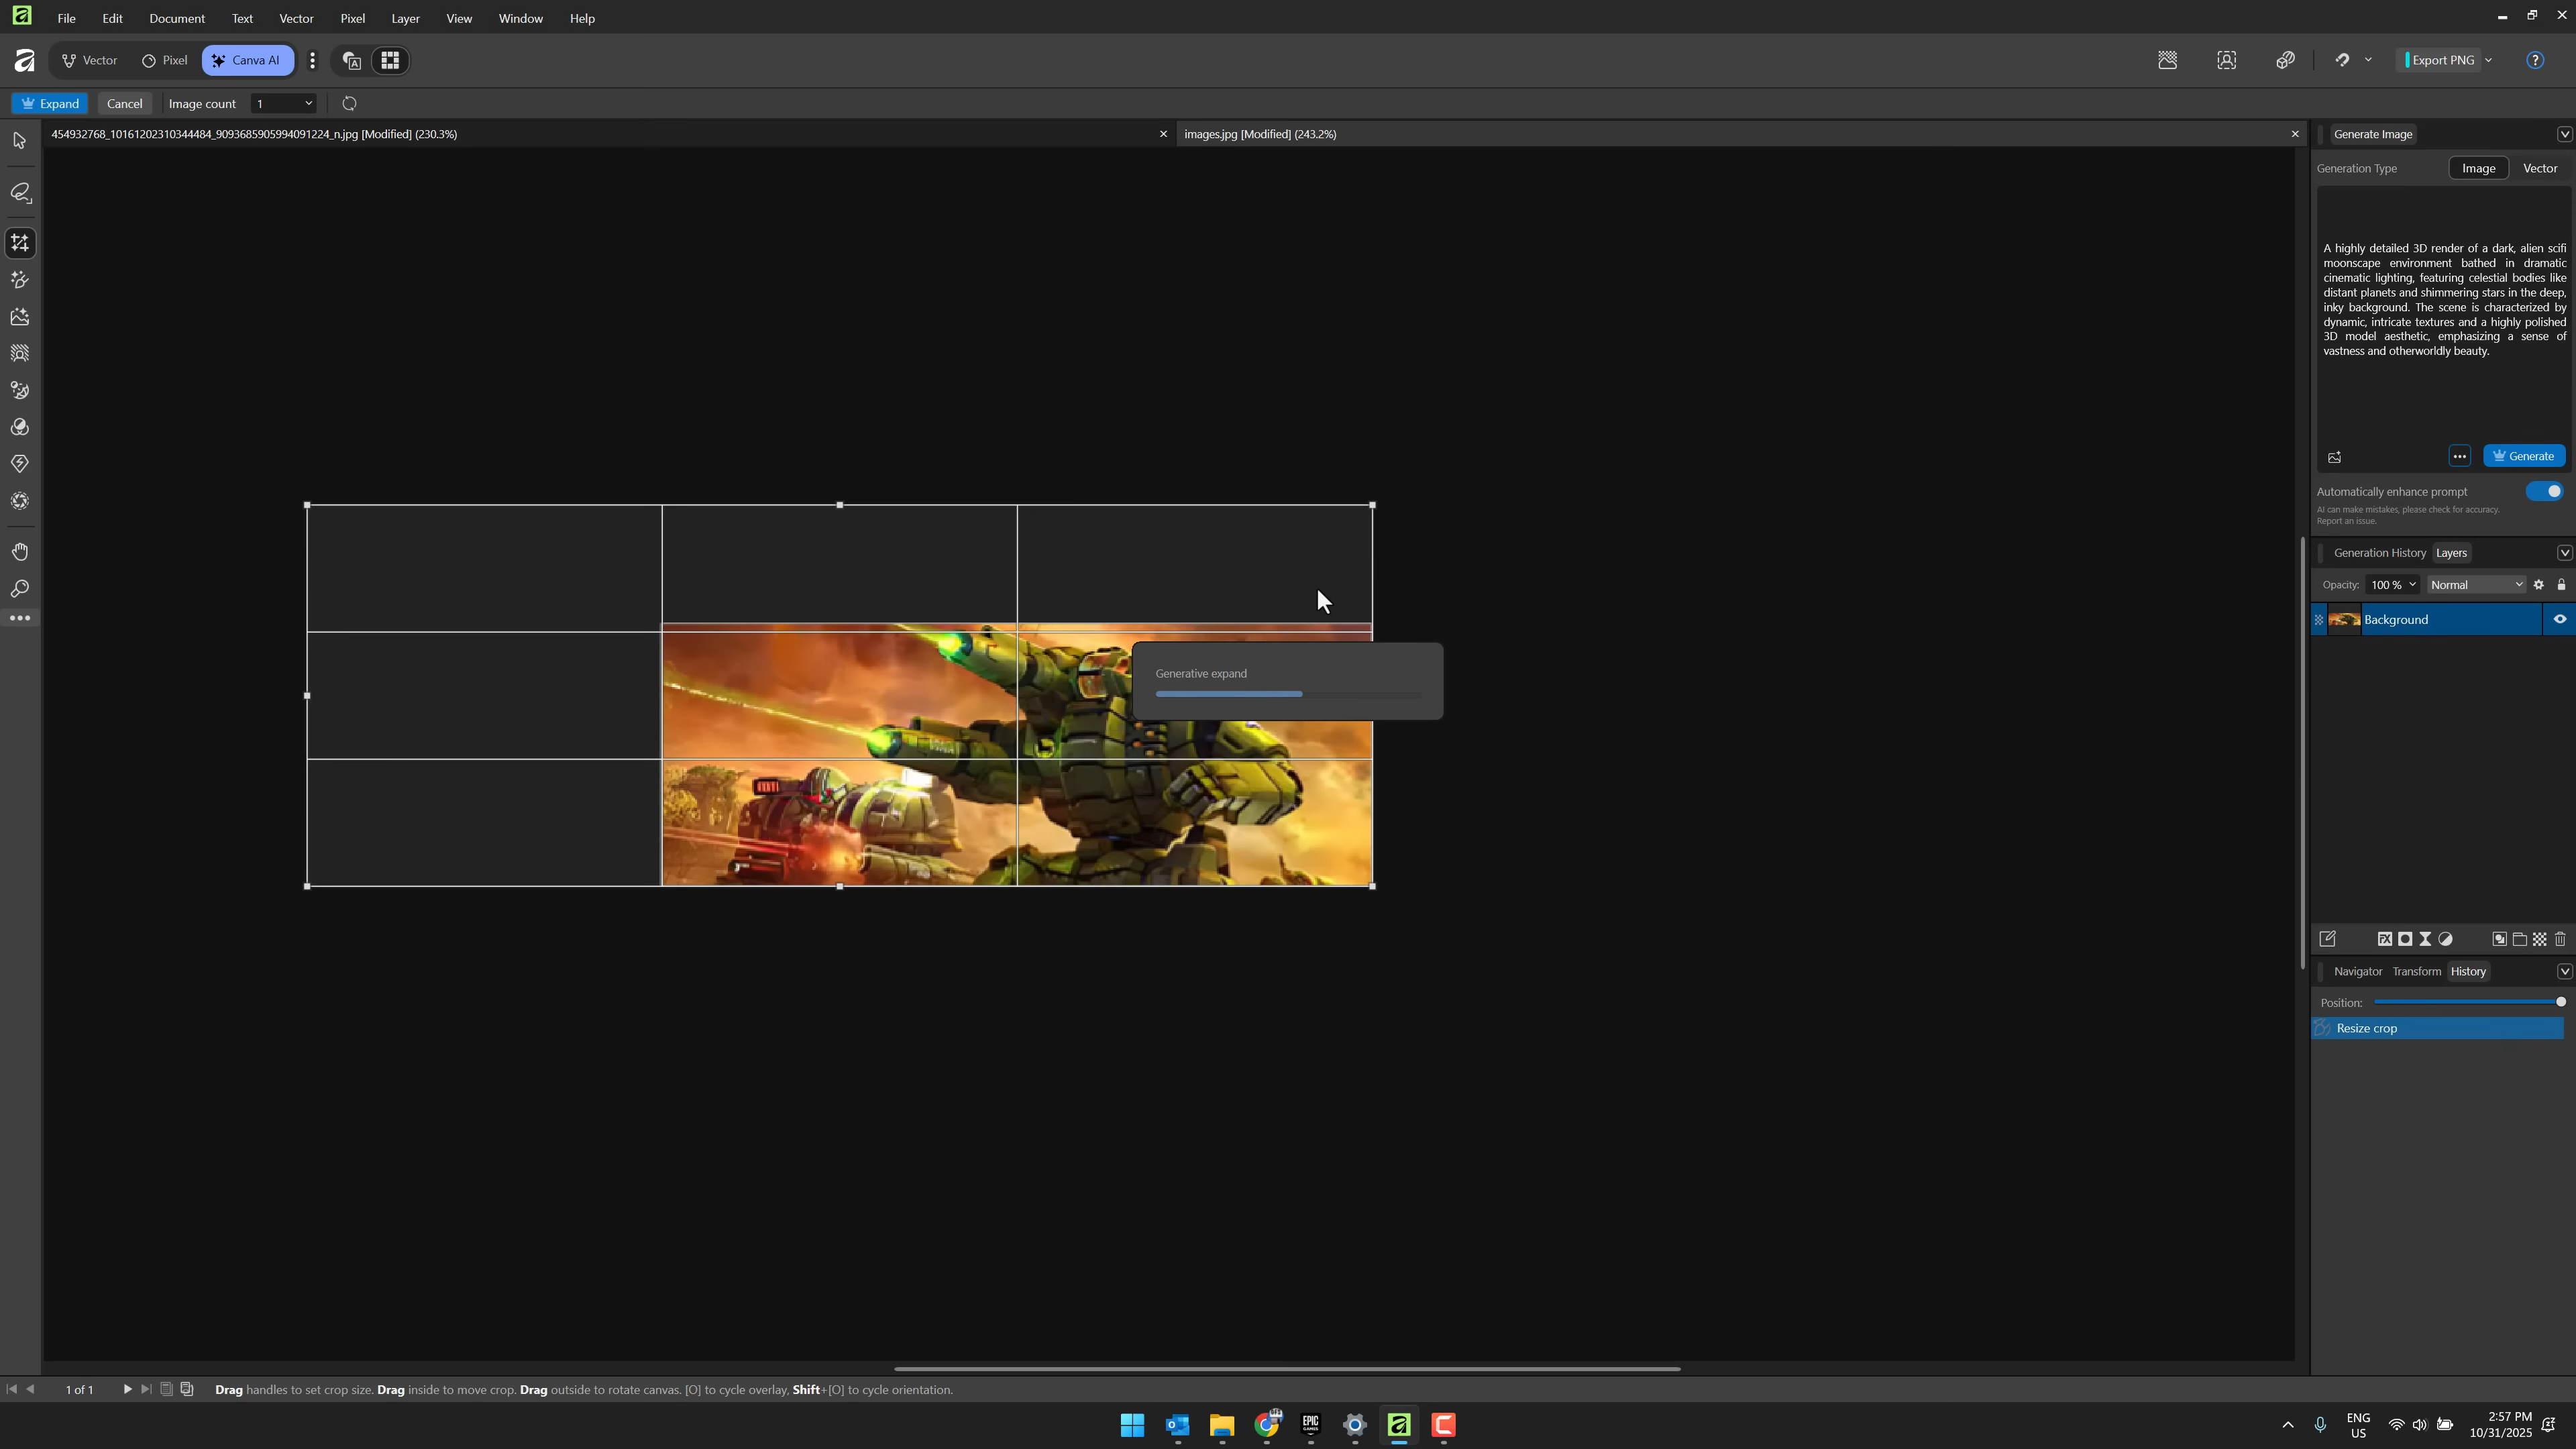 File Edit Document Text Vector Pixel Layer View Window Help
Vector Pixel Canva AI Export PNG
Expand Cancel Image count 1
454932768_10161202310344484_9093685905994091224_n.jpg [Modified] (230.3%)
images.jpg [Modified] (243.2%)
Generate Image
Generation Type Image Vector
A highly detailed 3D render of a dark, alien scifi
moonscape environment bathed in dramatic
cinematic lighting, featuring celestial bodies like
distant planets and shimmering stars in the deep,
inky background. The scene is characterized by
dynamic, intricate textures and a highly polished
3D model aesthetic, emphasizing a sense of
vastness and otherworldly beauty.
Generate
Automatically enhance prompt
AI can make mistakes, please check for accuracy.
Report an issue.
Generation History Layers
Opacity: 100 % Normal
Background
Generative expand
Navigator Transform History
Position:
Resize crop
1 of 1
Drag handles to set crop size. Drag inside to move crop. Drag outside to rotate canvas. [O] to cycle overlay, Shift+[O] to cycle orientation.
EPIC
GAMES
ENG
US
2:57 PM
10/31/2025